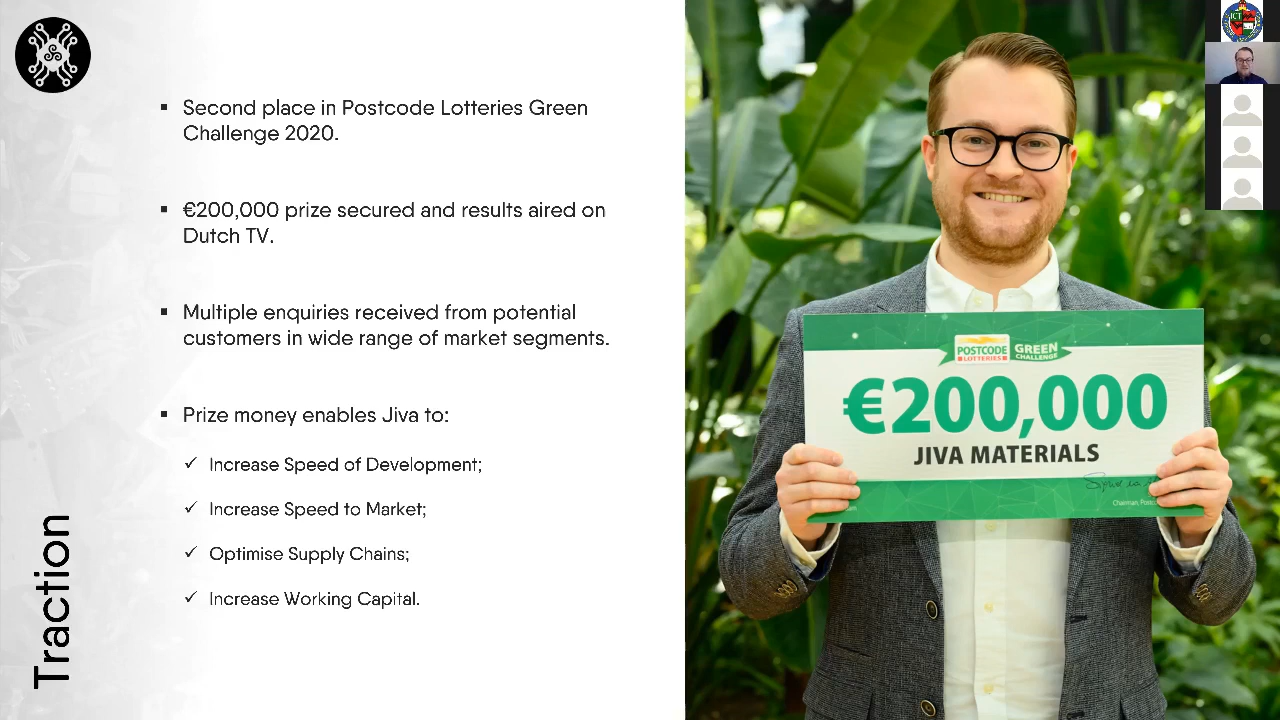 Second place in Postcode Lotteries Green
Challenge 2020.
€200,000 prize secured and results aired on
Dutch TV.
Multiple enquiries received from potential
customers in wide range of market segments.
Prize money enables Jiva to:
Increase Speed of Development;
Increase Speed to Market;
Optimise Supply Chains;
Increase Working Capital.
Traction
POSTCODE
LOTTERIES
GREEN
CHALLENGE
€200,000
JIVA MATERIALS
Chairman,
ICT